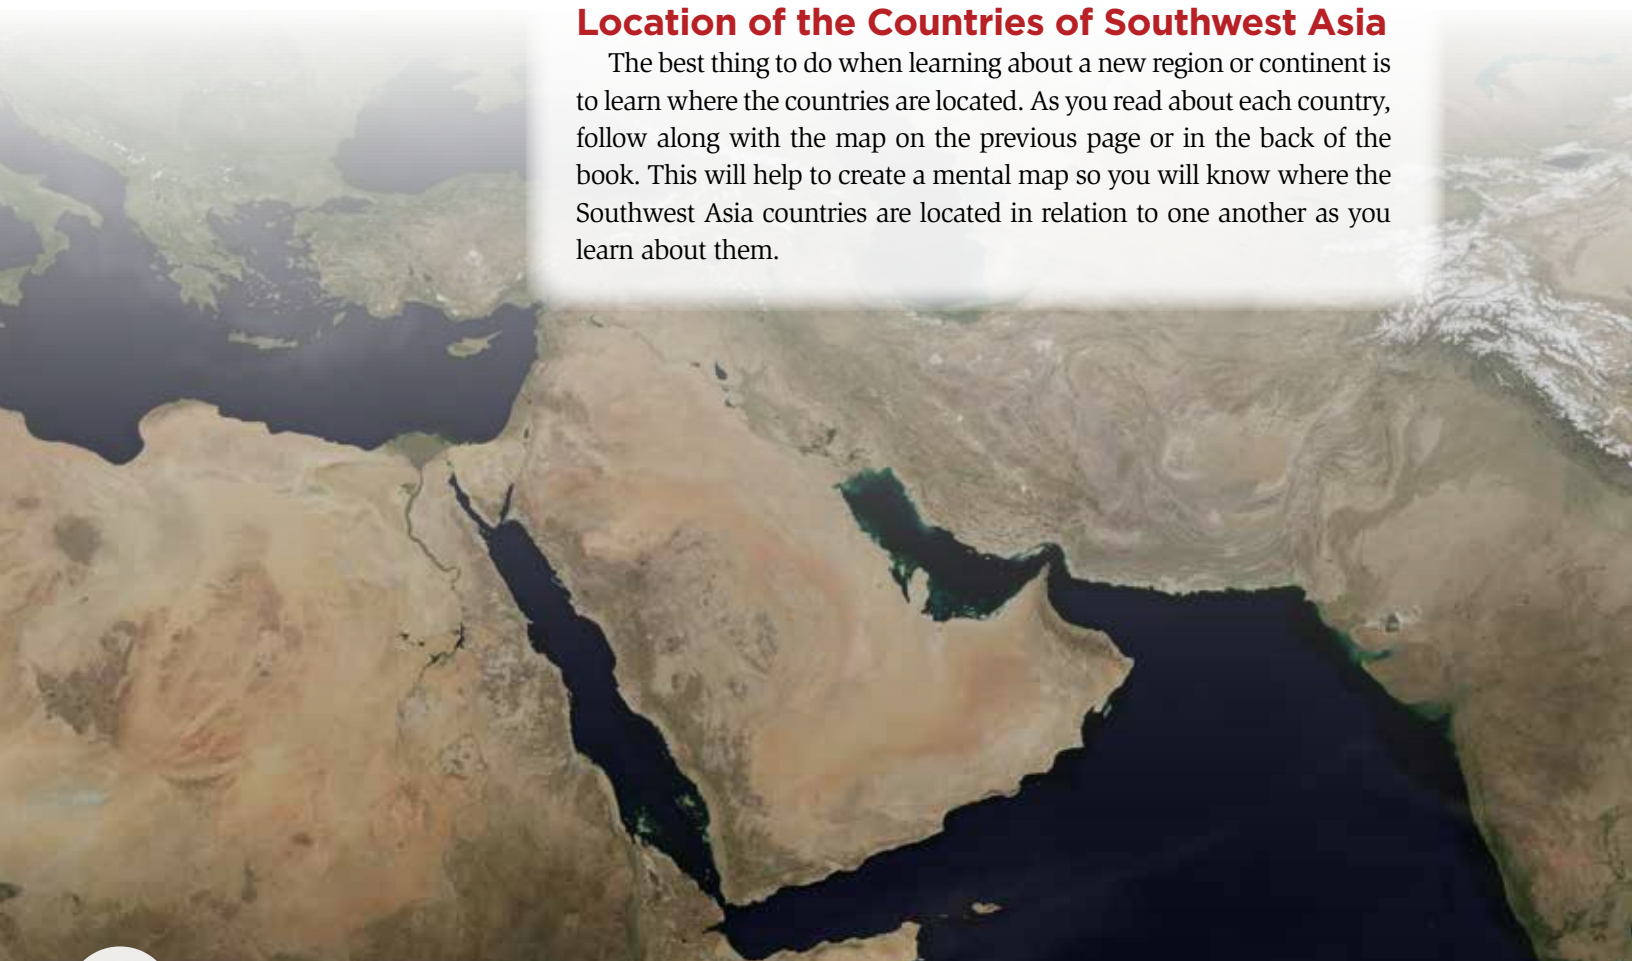 Location of the Countries of Southwest Asia
The best thing to do when learning about a new region or continent is
to learn where the countries are located. As you read about each country,
follow along with the map on the previous page or in the back of the
book. This will help to create a mental map so you will know where the
Southwest Asia countries are located in relation to one another as you
learn about them.